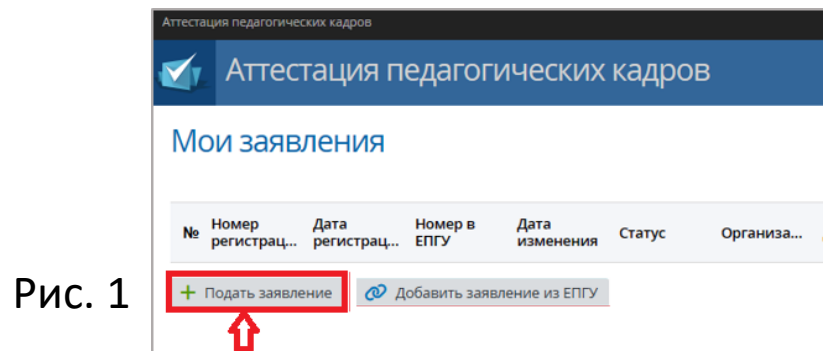 Аттестация педагогических кадров
Аттестация педагогических кадров
Мои заявления
№ Номер регистрац... Дата регистрац... Номер в ЕПГУ Дата изменения Статус Организа...
Рис. 1
+ Подать заявление Добавить заявление из ЕПГУ